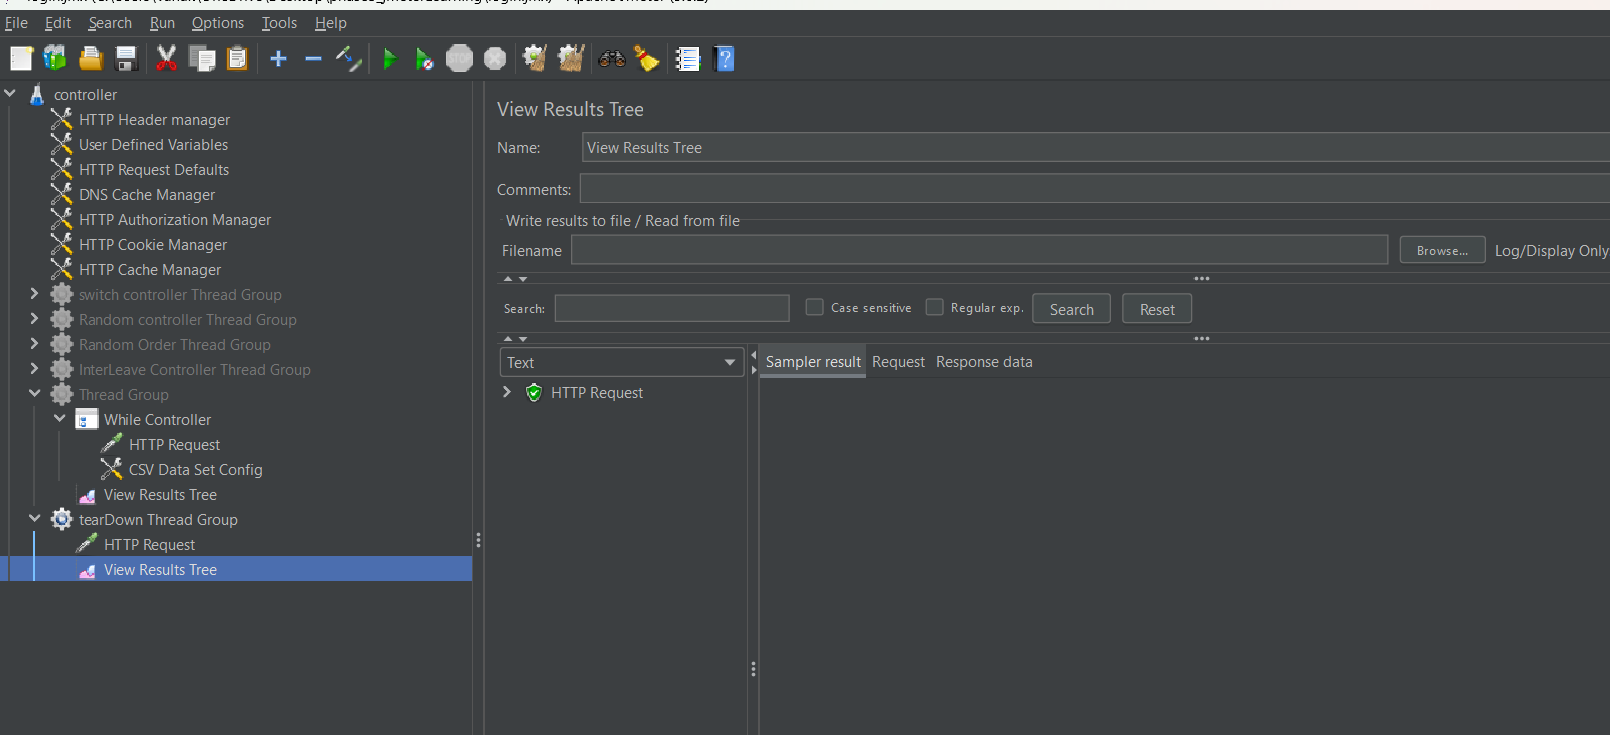 File Edit Search Run Options Tools Help
STOP
controller
HTTP Header manager
User Defined Variables
HTTP Request Defaults
DNS Cache Manager
HTTP Authorization Manager
HTTP Cookie Manager
HTTP Cache Manager
switch controller Thread Group
Random controller Thread Group
Random Order Thread Group
InterLeave Controller Thread Group
Thread Group
While Controller
HTTP Request
CSV Data Set Config
View Results Tree
tearDown Thread Group
HTTP Request
View Results Tree
View Results Tree
Name: View Results Tree
Comments:
Write results to file / Read from file
Filename Browse... Log/Display Only
Search: Case sensitive Regular exp. Search Reset
Text
HTTP Request
Sampler result Request Response data